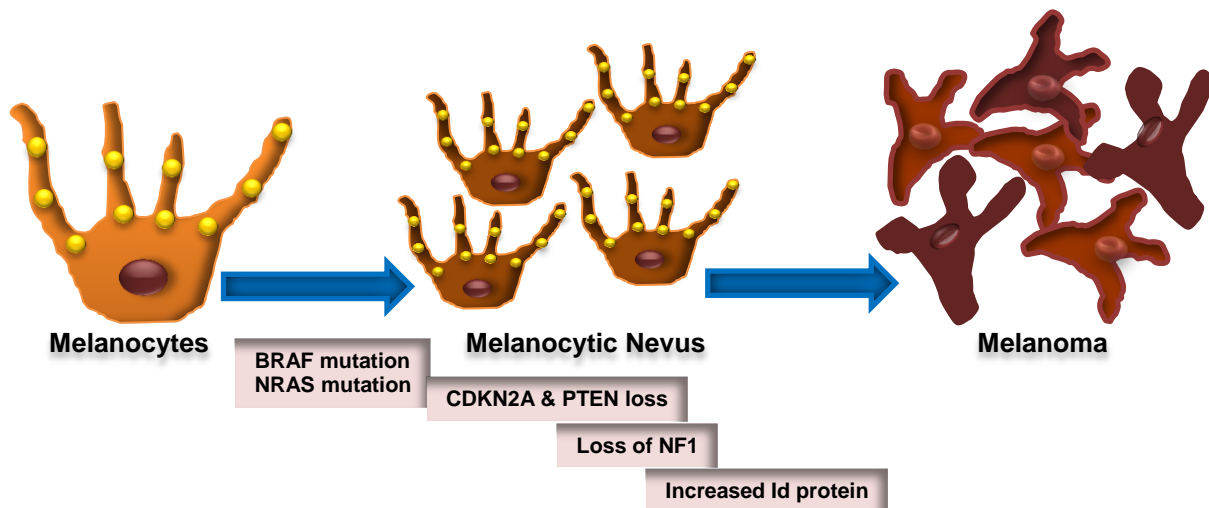 Melanocytes
Melanocytic Nevus
Melanoma
BRAF mutation
NRAS mutation
CDKN2A & PTEN loss
Loss of NF1
Increased Id protein